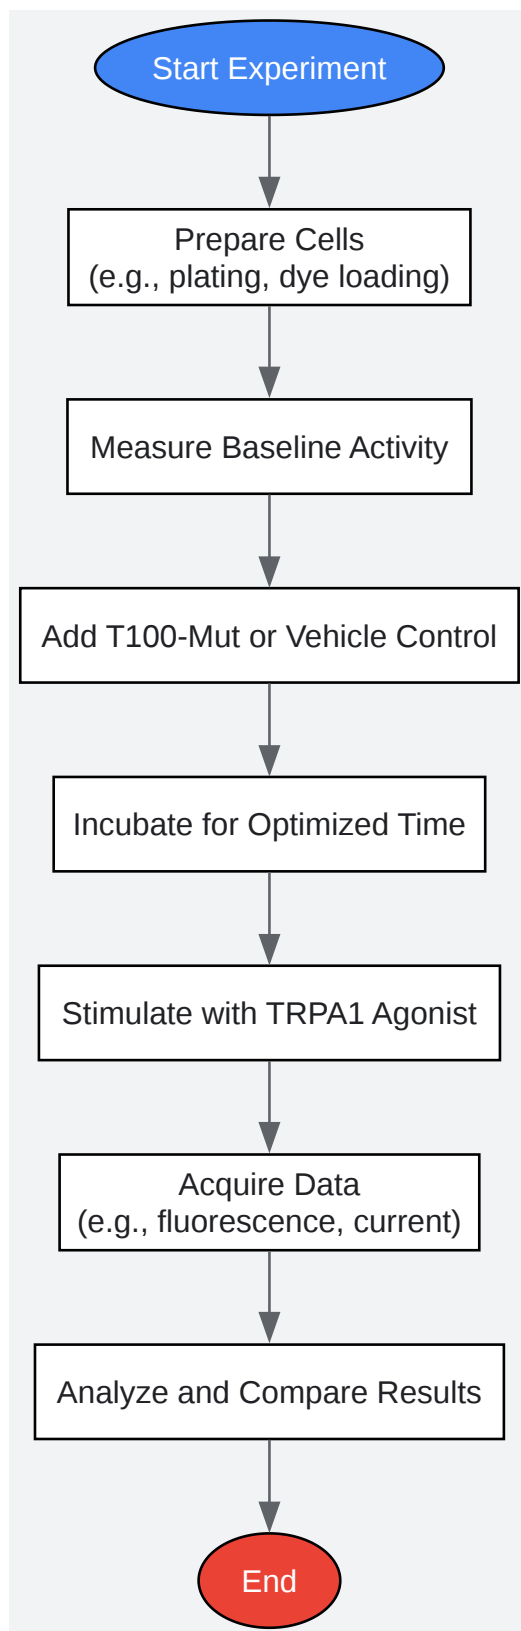 Start Experiment
Prepare Cells
(e.g., plating, dye loading)
Measure Baseline Activity
Add T100-Mut or Vehicle Control
Incubate for Optimized Time
Stimulate with TRPA1 Agonist
Acquire Data
(e.g., fluorescence, current)
Analyze and Compare Results
End